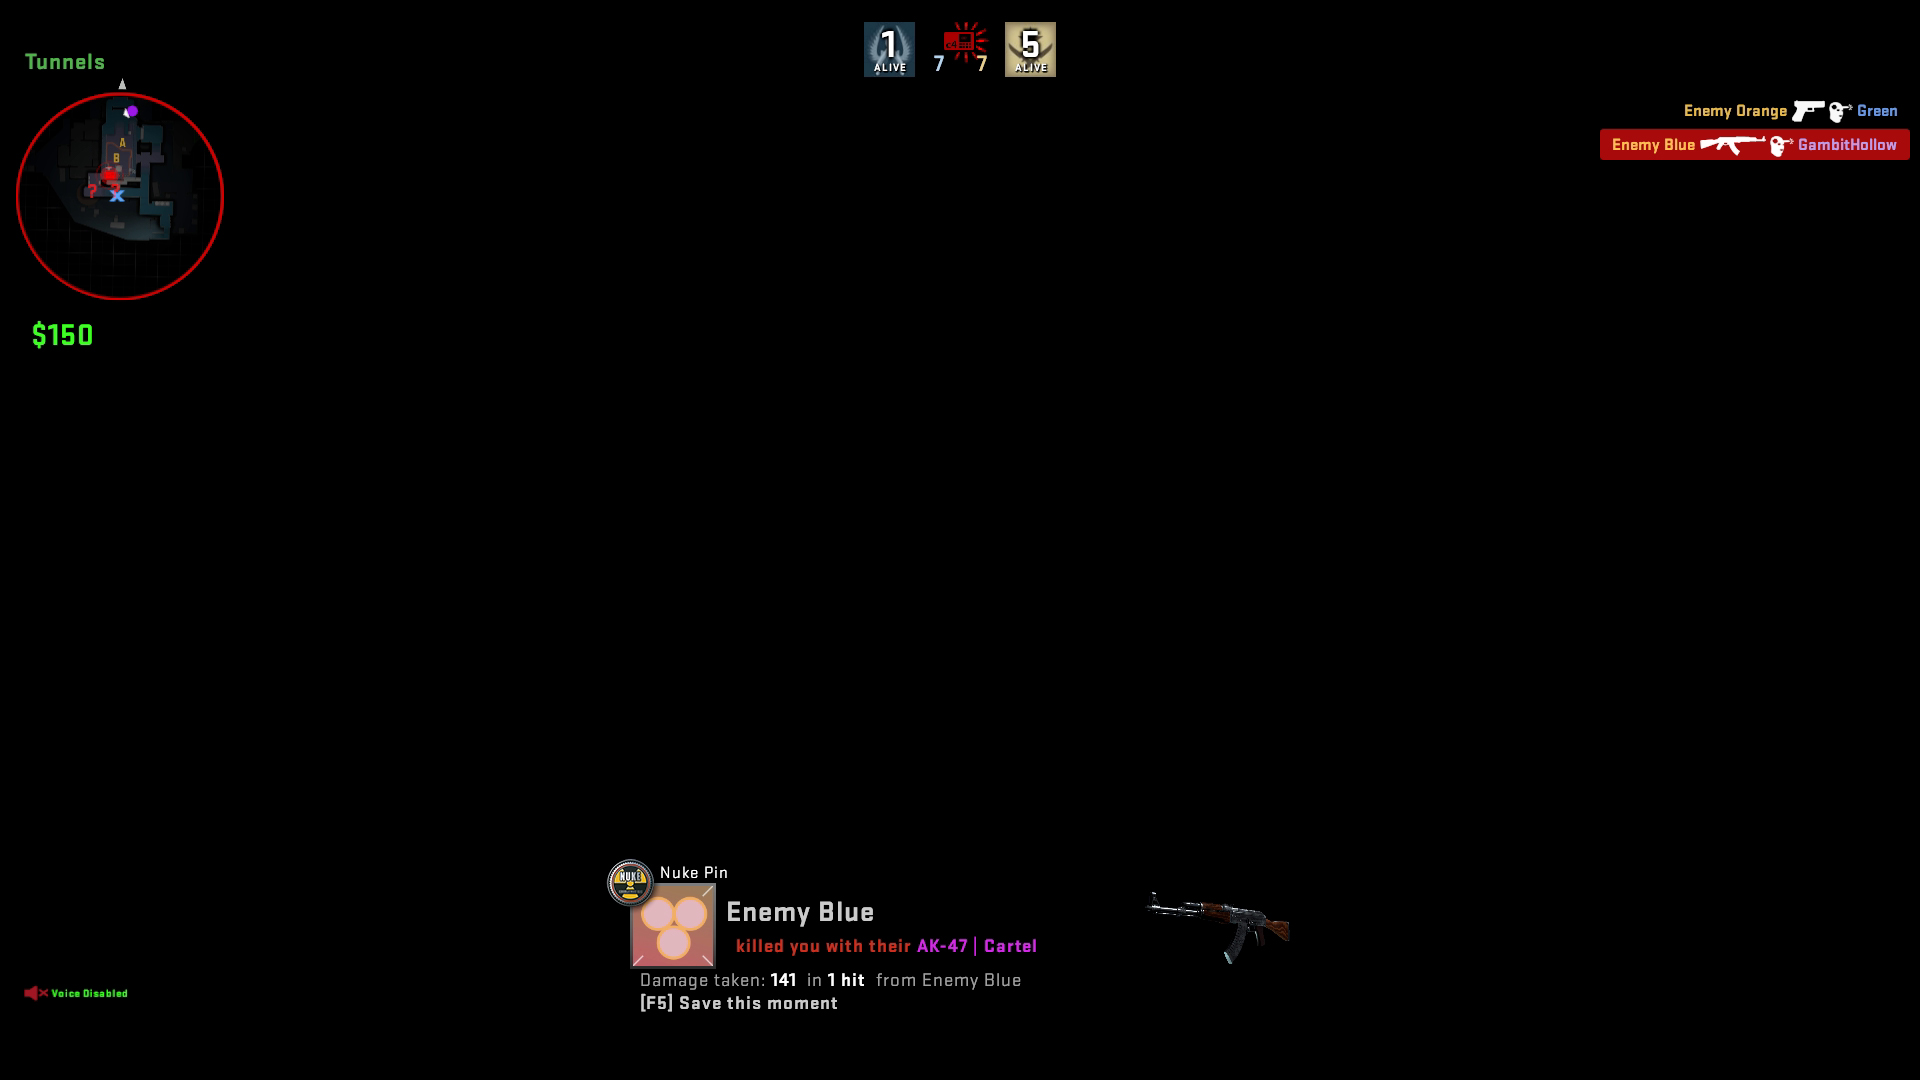 Tunnels
1
ALIVE
7
7
5
ALIVE
Enemy Orange Green
Enemy Blue GambitHollow
A
B
?
?
$150
NUKE
Nuke Pin
Enemy Blue
killed you with their AK-47 | Cartel
Damage taken: 141 in 1 hit from Enemy Blue
[F5] Save this moment
Voice Disabled